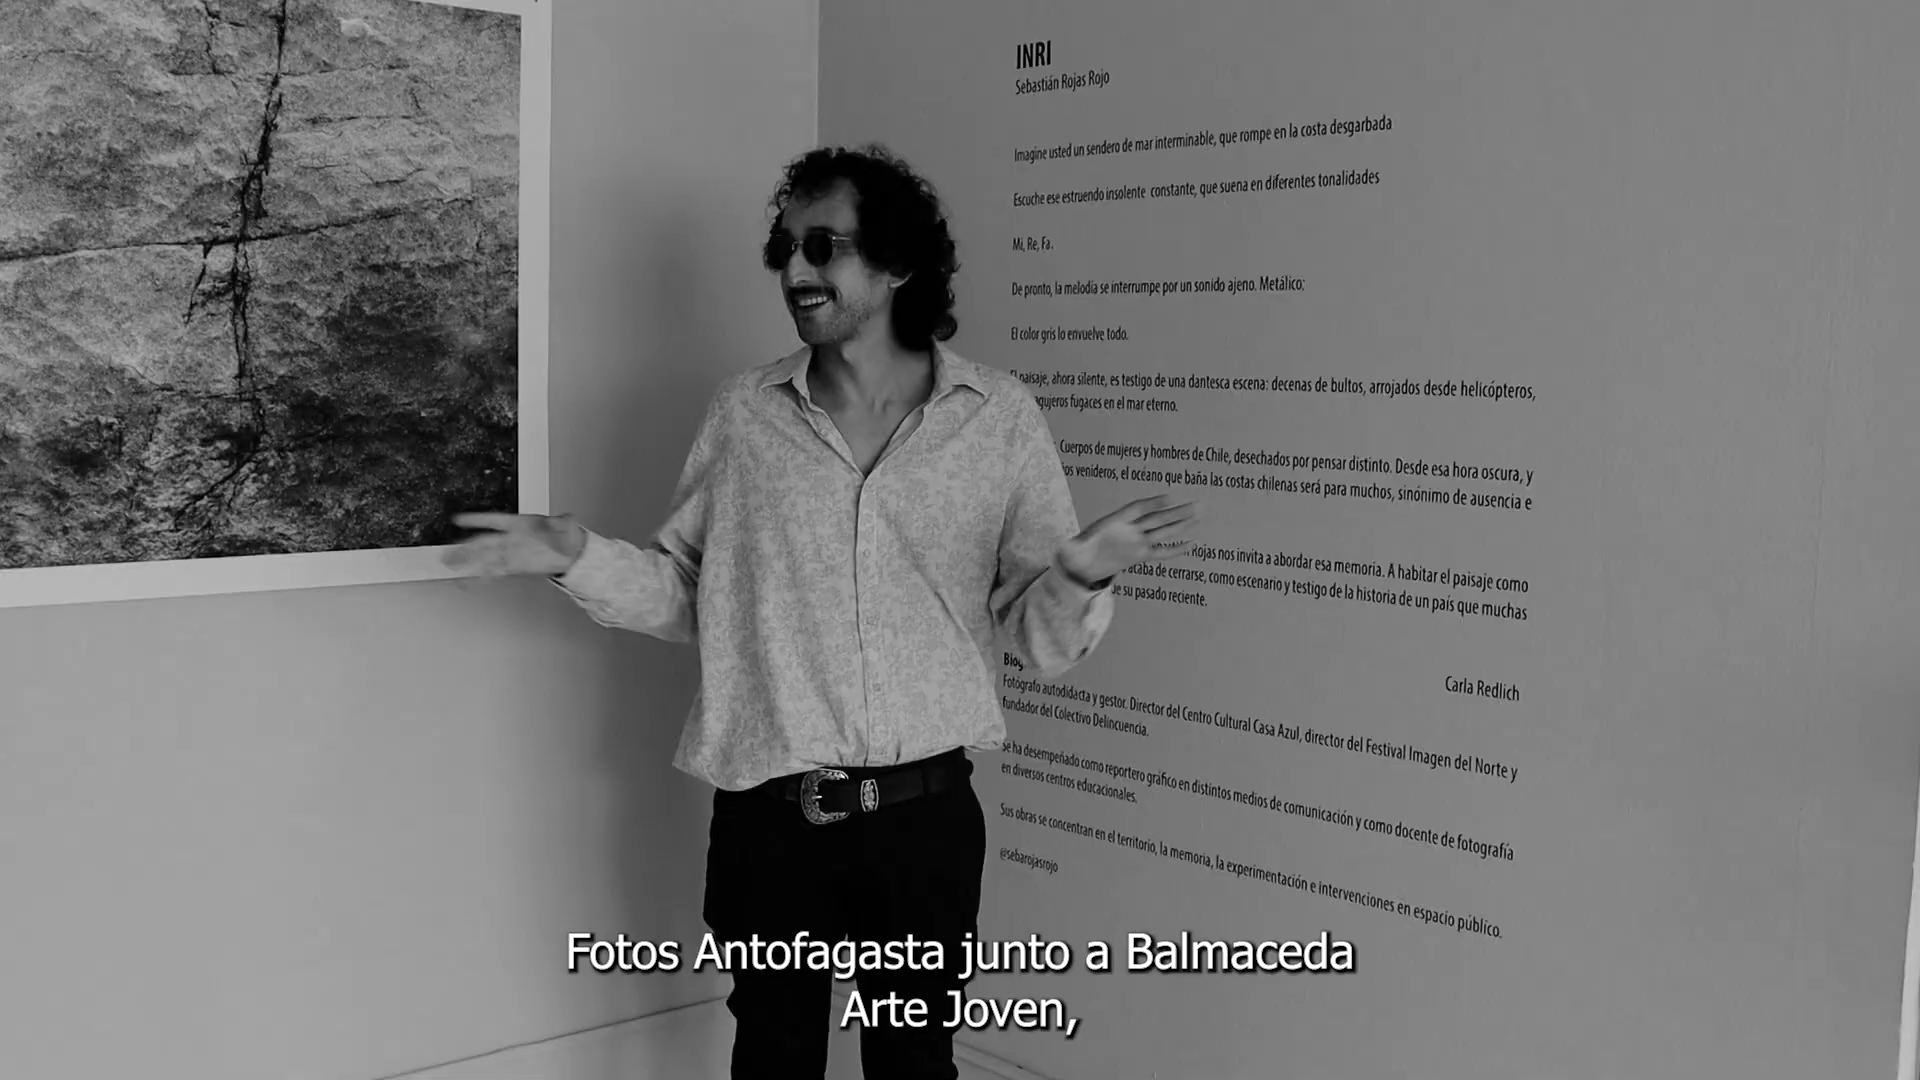 INRI
Sebastián Rojas Rojo
Imagine usted un sendero de mar interminable, que rompe en la costa desgarbada
Escuche ese estruendo insolente constante, que suena en diferentes tonalidades
Mi, Re, Fa.
De pronto, la melodía se interrumpe por un sonido ajeno. Metálico:
El color gris lo envuelve todo.
El paisaje, ahora silente, es testigo de una dantesca escena: decenas de bultos, arrojados desde helicópteros,
agujeros fugaces en el mar eterno.
Cuerpos de mujeres y hombres de Chile, desechados por pensar distinto. Desde esa hora oscura, y
venideros, el océano que baña las costas chilenas será para muchos, sinónimo de ausencia e
Rojas nos invita a abordar esa memoria. A habitar el paisaje como
acaba de cerrarse, como escenario y testigo de la historia de un país que muchas
su pasado reciente.
Carla Redlich
Fotógrafo autodidacta y gestor. Director del Centro Cultural Casa Azul, director del Festival Imagen del Norte y
fundador del Colectivo Delincuencia.
Se ha desempeñado como reportero gráfico en distintos medios de comunicación y como docente de fotografía
en diversos centros educacionales.
Sus obras se concentran en el territorio, la memoria, la experimentación e intervenciones en espacio público.
@sebarojasrojo
Fotos Antofagasta junto a Balmaceda
Arte Joven,